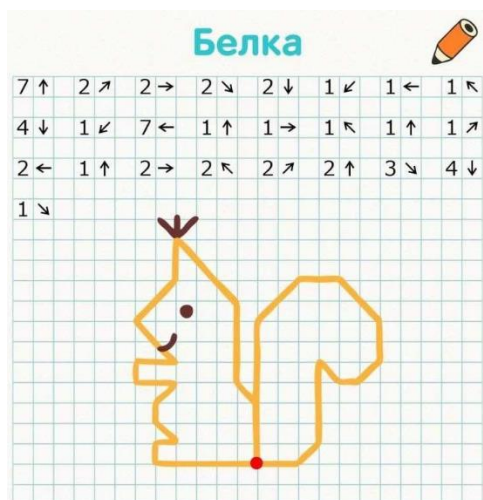 Белка
7 ↑ 2 ↗ 2 → 2 ↘ 2 ↓ 1 ↙ 1 ← 1 ↖
4 ↓ 1 ↙ 7 ← 1 ↑ 1 → 1 ↖ 1 ↑ 1 ↗
2 ← 1 ↑ 2 → 2 ↖ 2 ↗ 2 ↑ 3 ↘ 4 ↓
1 ↘